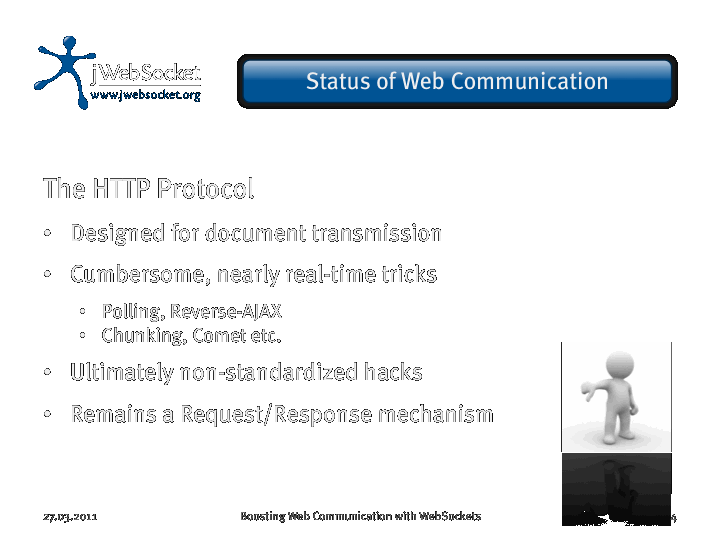 jWebSocket
www.jwebsocket.org
Status of Web Communication
The HTTP Protocol
• Designed for document transmission
• Cumbersome, nearly real-time tricks
• Polling, Reverse-AJAX
• Chunking, Comet etc.
• Ultimately non-standardized hacks
• Remains a Request/Response mechanism
27.03.2011 Boosting Web Communication with WebSockets